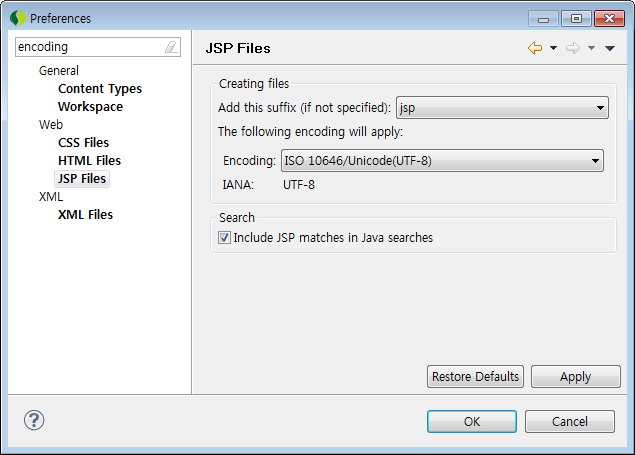 Preferences
encoding
General
Content Types
Workspace
Web
CSS Files
HTML Files
JSP Files
XML
XML Files
JSP Files
Creating files
Add this suffix (if not specified): jsp
The following encoding will apply:
Encoding: ISO 10646/Unicode(UTF-8)
IANA: UTF-8
Search
Include JSP matches in Java searches
Restore Defaults Apply
? OK Cancel